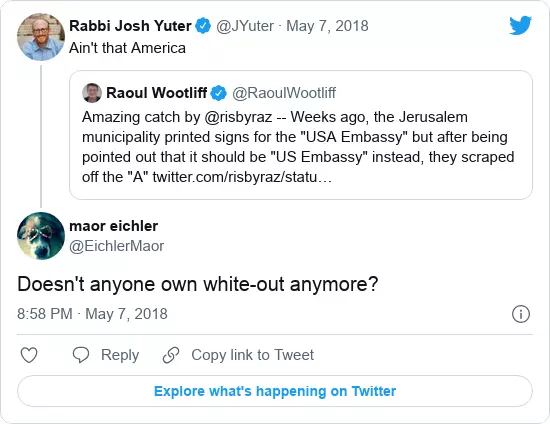 Rabbi Josh Yuter @JYuter · May 7, 2018
Ain't that America
Raoul Wootliff @RaoulWootliff
Amazing catch by @risbyraz -- Weeks ago, the Jerusalem
municipality printed signs for the "USA Embassy" but after being
pointed out that it should be "US Embassy" instead, they scraped
off the "A" twitter.com/risbyraz/statu…
maor eichler
@EichlerMaor
Doesn't anyone own white-out anymore?
8:58 PM · May 7, 2018
Reply Copy link to Tweet
Explore what's happening on Twitter